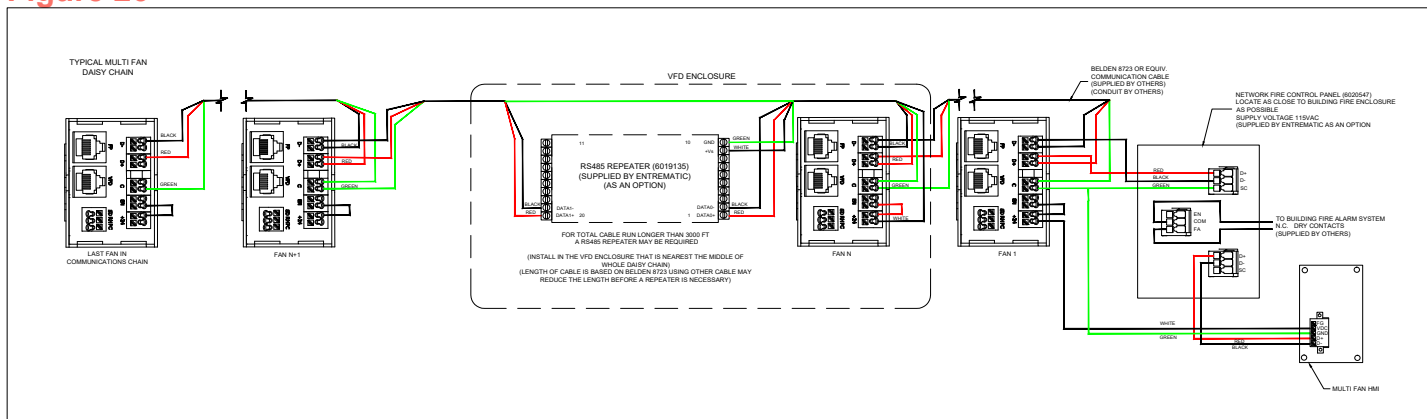 TYPICAL MULTI FAN
DAISY CHAIN
BLACK
RED
GREEN
LAST FAN IN
COMMUNICATIONS CHAIN
BLACK
RED
GREEN
FAN N+1
VFD ENCLOSURE
11
10
GND
+Vs
GREEN
WHITE
RS485 REPEATER (6019135)
(SUPPLIED BY ENTREMATIC)
(AS AN OPTION)
BLACK
RED
DATA1-
DATA1+
20
1
DATA0-
DATA0+
BLACK
RED
FOR TOTAL CABLE RUN LONGER THAN 3000 FT
A RS485 REPEATER MAY BE REQUIRED
(INSTALL IN THE VFD ENCLOSURE THAT IS NEAREST THE MIDDLE OF
WHOLE DAISY CHAIN)
(LENGTH OF CABLE IS BASED ON BELDEN 8723 USING OTHER CABLE MAY
REDUCE THE LENGTH BEFORE A REPEATER IS NECESSARY)
BLACK
RED
GREEN
WHITE
FAN N
FAN 1
BELDEN 8723 OR EQUIV.
COMMUNICATION CABLE
(SUPPLIED BY OTHERS)
(CONDUIT BY OTHERS)
NETWORK FIRE CONTROL PANEL (6020547)
LOCATE AS CLOSE TO BUILDING FIRE ENCLOSURE
AS POSSIBLE
SUPPLY VOLTAGE 115VAC
(SUPPLIED BY ENTREMATIC AS AN OPTION
RED
BLACK
GREEN
D+
D-
SC
EN
COM
FA
TO BUILDING FIRE ALARM SYSTEM
N.C. DRY CONTACTS
(SUPPLIED BY OTHERS)
D+
D-
SC
WHITE
GREEN
RED
BLACK
FG
VDC
GND
D+
D-
MULTI FAN HMI